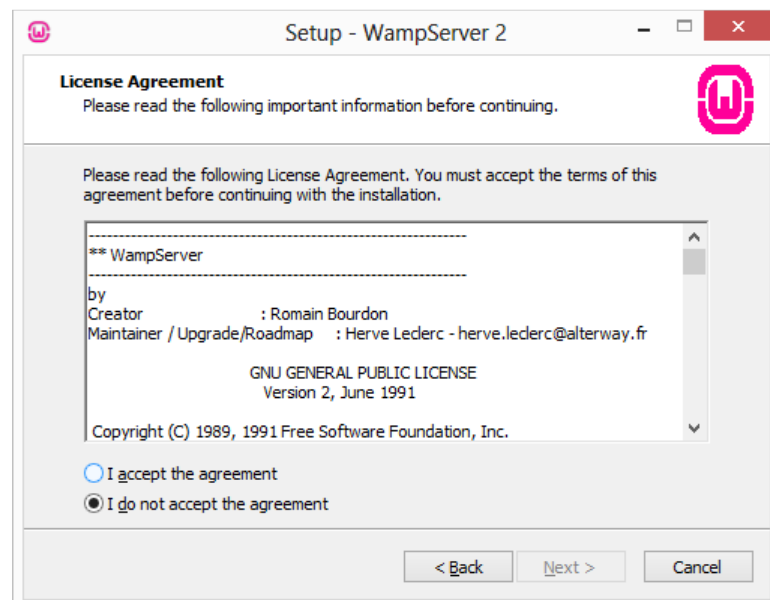 Setup - WampServer 2
License Agreement
Please read the following important information before continuing.
Please read the following License Agreement. You must accept the terms of this
agreement before continuing with the installation.
---------------------------------------------------------------
** WampServer
---------------------------------------------------------------
by
Creator : Romain Bourdon
Maintainer / Upgrade/Roadmap : Herve Leclerc - herve.leclerc@alterway.fr
GNU GENERAL PUBLIC LICENSE
Version 2, June 1991
Copyright (C) 1989, 1991 Free Software Foundation, Inc.
I accept the agreement
I do not accept the agreement
< Back Next > Cancel